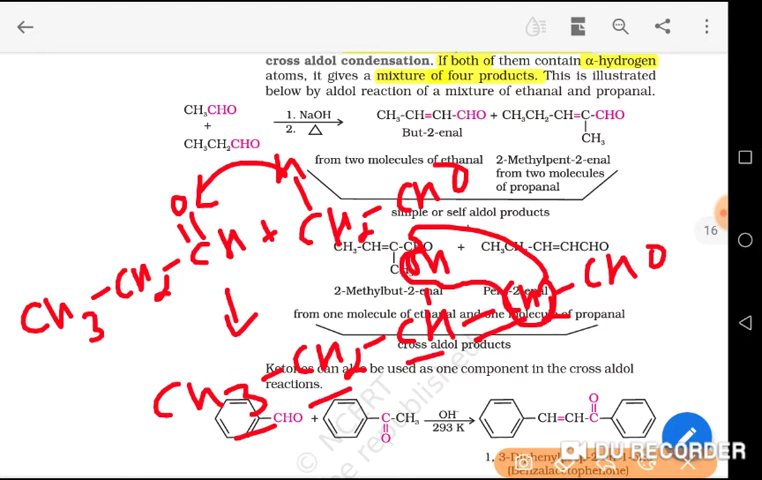 cross aldol condensation. If both of them contain α-hydrogen
atoms, it gives a mixture of four products. This is illustrated
below by aldol reaction of a mixture of ethanal and propanal.
CH₃CHO
+
CH₃CH₂CHO
1. NaOH
2. △
CH₃-CH=CH-CHO + CH₃CH₂-CH=C-CHO
CH₃
But-2-enal
from two molecules of ethanal
2-Methylpent-2-enal
from two molecules
of propanal
simple or self aldol products
O H
CH₃-CH₂-CH + CH₂-CHO
CH₃-CH=C-CHO + CH₃CH₂-CH=CHCHO
CH₃
2-Methylbut-2-enal
from one molecule of ethanal and one molecule of propanal
cross aldol products
OH
CH₃-CH₂-CH-CH-CHO
Ketones can also be used as one component in the cross aldol
reactions.
CHO + C-CH₃
O
OH⁻
293 K
CH=CH-C
O
(Benzalacetophenone)
© NCERT
16
DU RECORDER